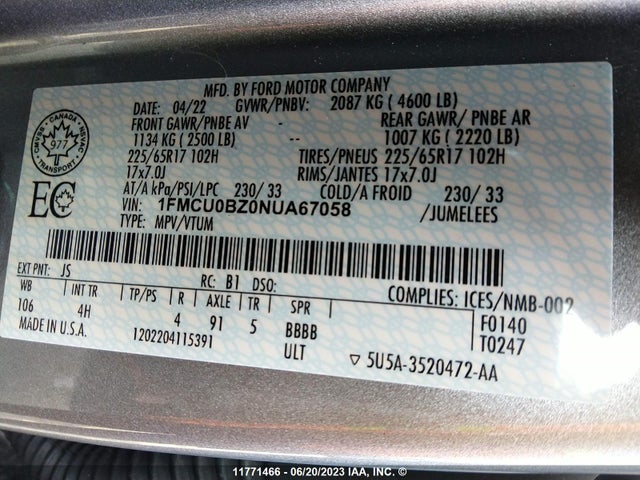 MFD. BY FORD MOTOR COMPANY
DATE: 04/22 GVWR/PNBV: 2087 KG ( 4600 LB)
FRONT GAWR/PNBE AV - REAR GAWR/ PNBE AR
1134 KG ( 2500 LB) -- 1007 KG ( 2220 LB)
225/65R17 102H TIRES/PNEUS 225/65R17 102H
17x7.0J RIMS/JANTES 17x7.0J
AT/A kPa/PSI/LPC 230/ 33 COLD/A FROID 230/ 33
VIN: 1FMCU0BZ0NUA67058 /JUMELEES
TYPE: MPV/VTUM
CANADA
CMVSS NSVAC
977
TRANSPORT
EC
EXT PNT: JS RC: B1 DSO: COMPLIES: ICES/NMB-002
WB INT TR TP/PS R AXLE TR SPR F0140
106 4H 4 91 5 BBBB T0247
MADE IN U.S.A. 1202204115391 ULT ▽ 5U5A-3520472-AA
11771466 - 06/20/2023 © IAA, INC. ©